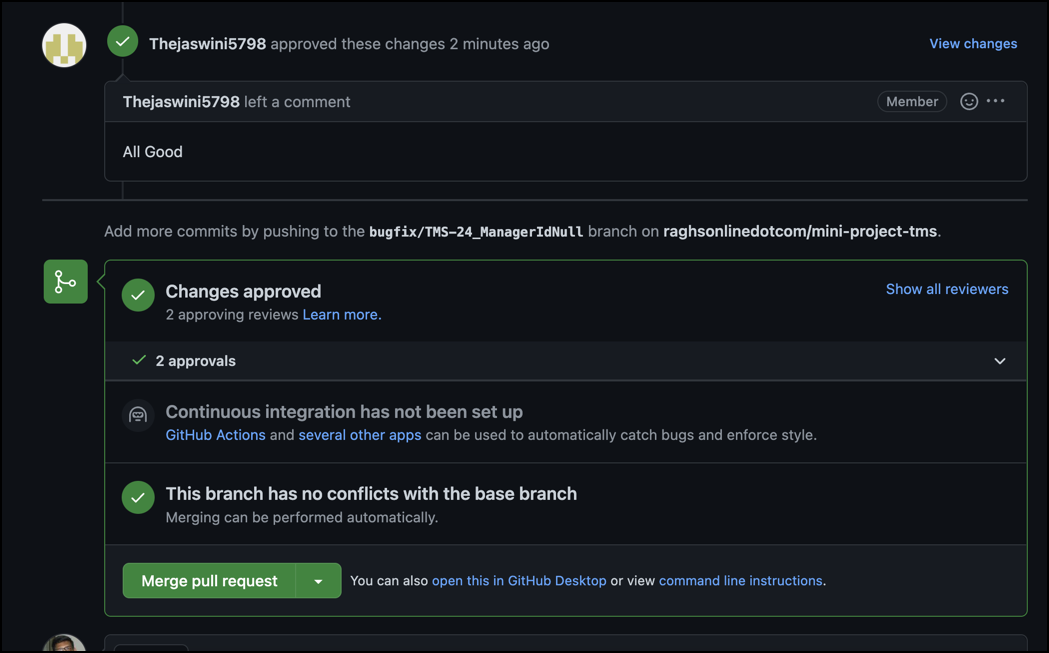 Thejaswini5798 approved these changes 2 minutes ago
View changes
Thejaswini5798 left a comment
Member
All Good
Add more commits by pushing to the bugfix/TMS-24_ManagerIdNull branch on raghsonlinedotcom/mini-project-tms.
Changes approved
Show all reviewers
2 approving reviews Learn more.
2 approvals
Continuous integration has not been set up
GitHub Actions and several other apps can be used to automatically catch bugs and enforce style.
This branch has no conflicts with the base branch
Merging can be performed automatically.
Merge pull request
You can also open this in GitHub Desktop or view command line instructions.